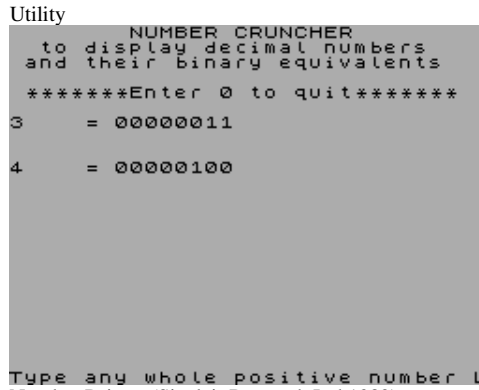 Utility
NUMBER CRUNCHER
to display decimal numbers
and their binary equivalents
*******Enter 0 to quit*******
3 = 00000011
4 = 00000100
Type any whole positive number L